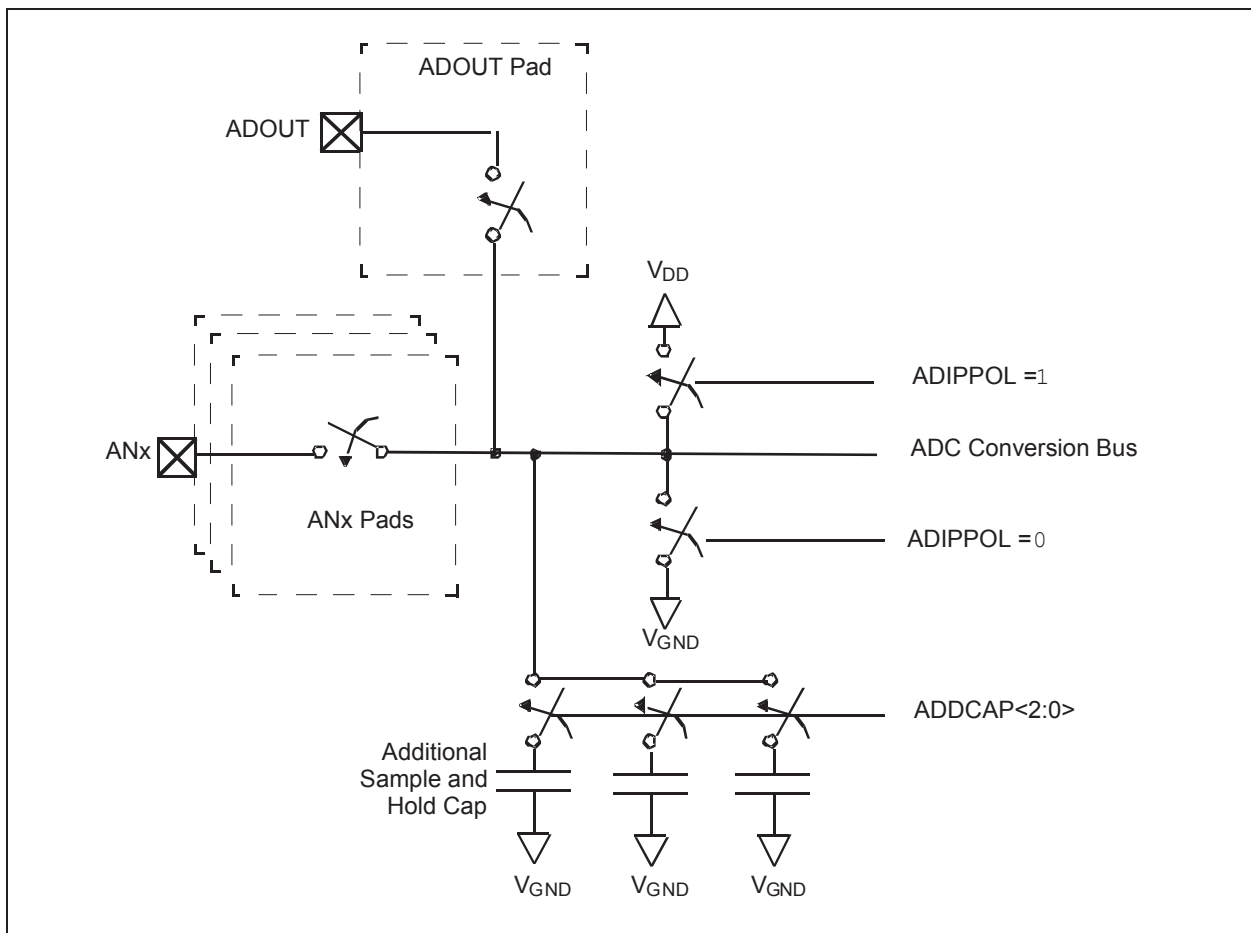 ADOUT Pad
ADOUT
VDD
ADIPPOL =1
ANx
ADC Conversion Bus
ANx Pads
ADIPPOL =0
VGND
ADDCAP<2:0>
Additional
Sample and
Hold Cap
VGND
VGND
VGND